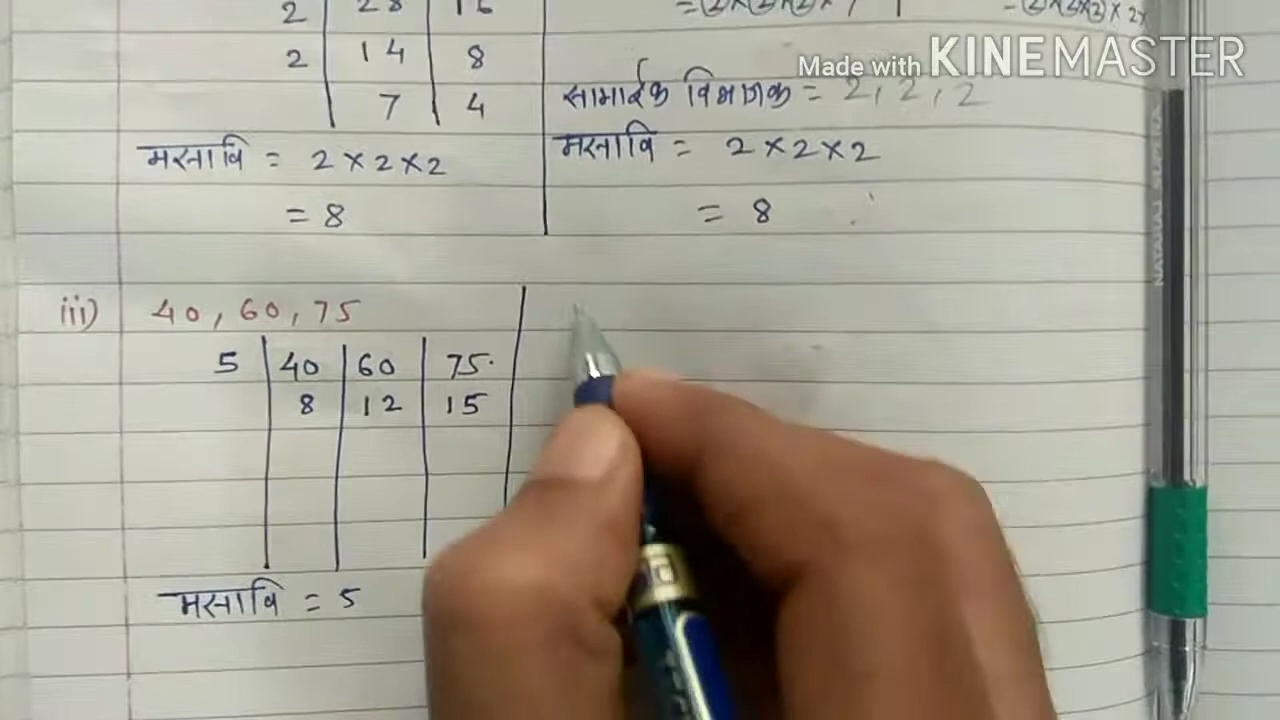 2 | 28 | 16
2 | 14 | 8
7 | 4
मसावि = 2 × 2 × 2
= 8
सामाईक विभाजक = 2, 2, 2
मसावि = 2 × 2 × 2
= 8
Made with KINEMASTER
NATARAJ
iii) 40, 60, 75
5 | 40 | 60 | 75
8 | 12 | 15
मसावि = 5